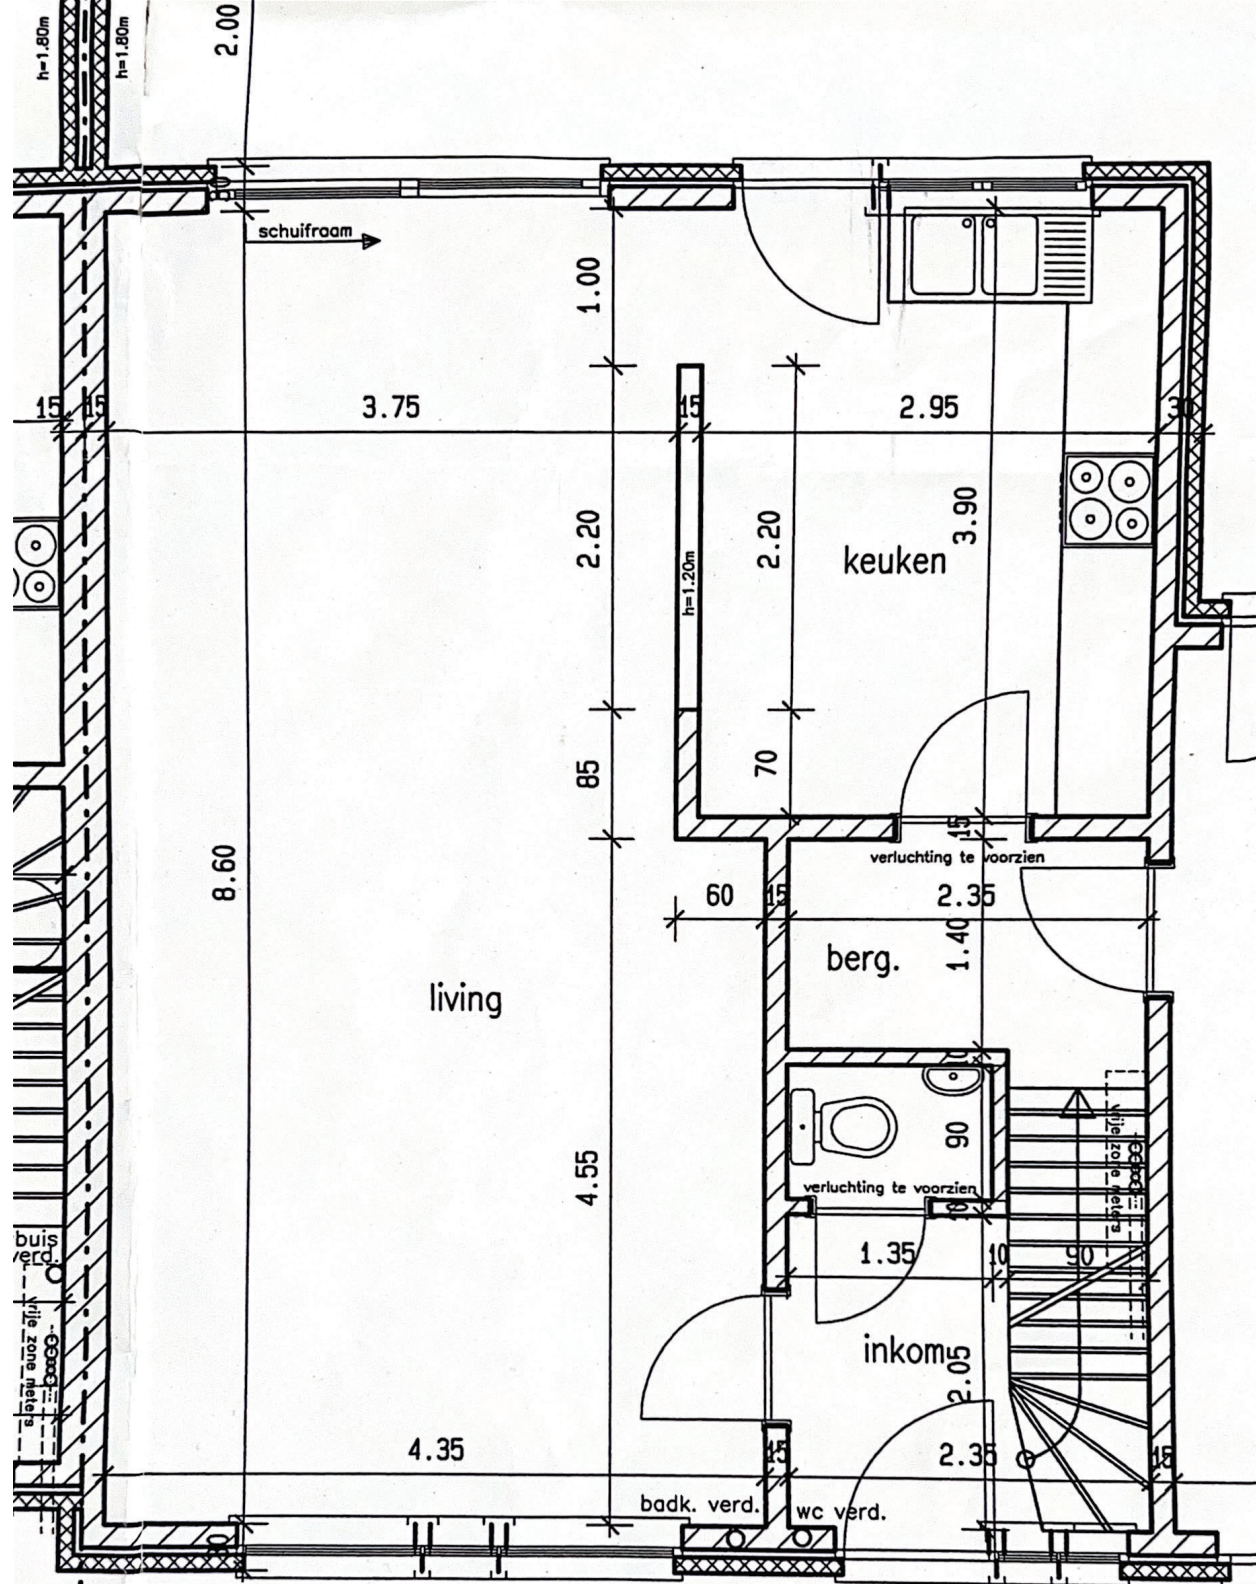 h=1.80m
h=1.80m
2.00
schuifraam
1.00
15
15
3.75
15
2.95
30
2.20
h=1.20m
2.20
3.90
keuken
85
70
15
verluchting te voorzien
8.60
60
15
2.35
1.40
berg.
living
10
90
vrije zone meters
4.55
verluchting te voorzien
10
buis
verd.
1.35
10
90
vrije zone meters
inkom
2.05
4.35
15
2.35
15
badk. verd.
wc verd.